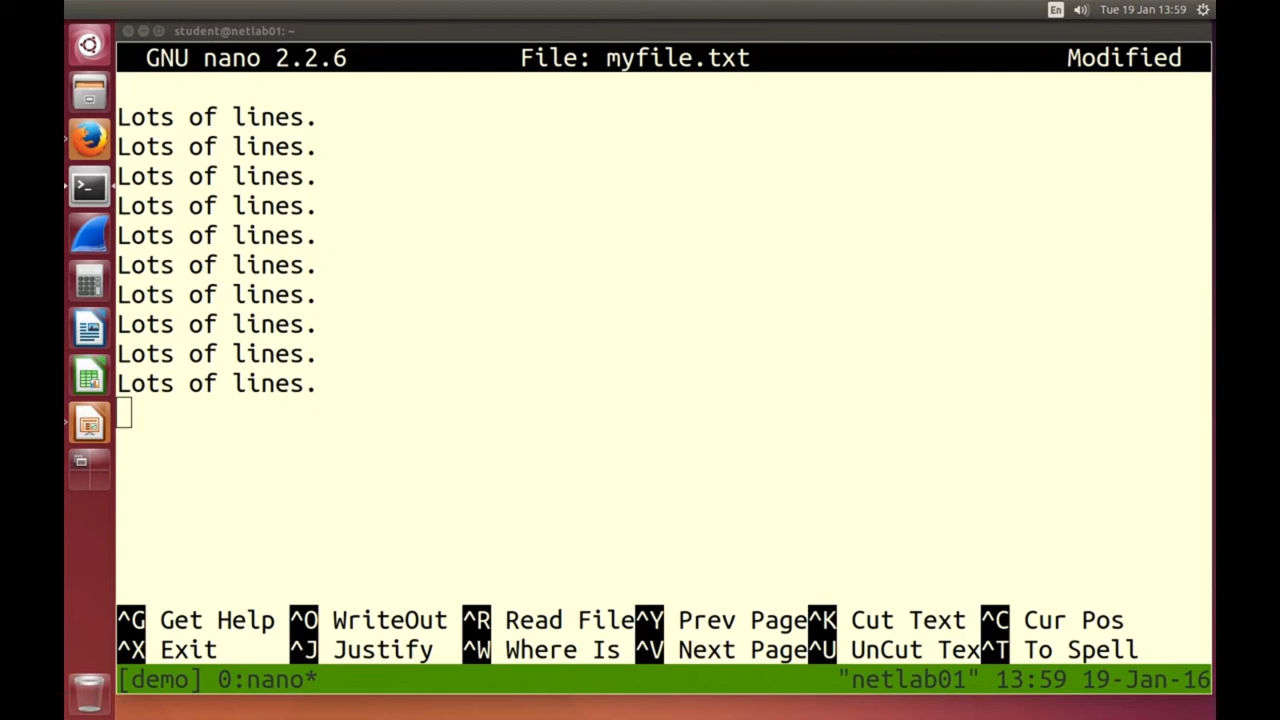 En Tue 19 Jan 13:59
student@netlab01: ~
GNU nano 2.2.6 File: myfile.txt Modified
Lots of lines.
Lots of lines.
Lots of lines.
Lots of lines.
Lots of lines.
Lots of lines.
Lots of lines.
Lots of lines.
Lots of lines.
Lots of lines.
^G Get Help ^O WriteOut ^R Read File ^Y Prev Page ^K Cut Text ^C Cur Pos
^X Exit ^J Justify ^W Where Is ^V Next Page ^U UnCut Tex ^T To Spell
[demo] 0:nano* "netlab01" 13:59 19-Jan-16